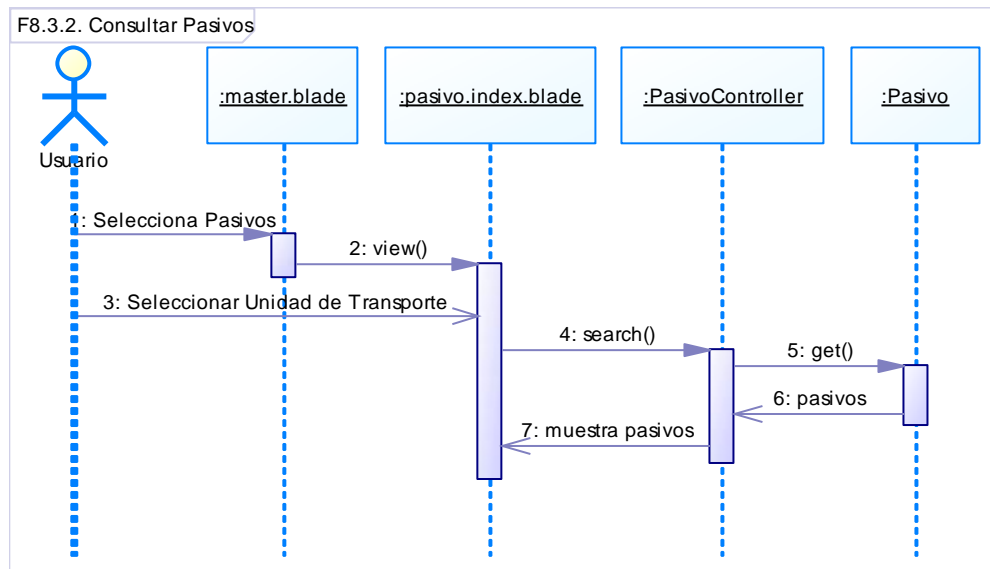 F8.3.2. Consultar Pasivos
:master.blade
:pasivo.index.blade
:PasivoController
:Pasivo
Usuario
1: Selecciona Pasivos
2: view()
3: Seleccionar Unidad de Transporte
4: search()
5: get()
6: pasivos
7: muestra pasivos